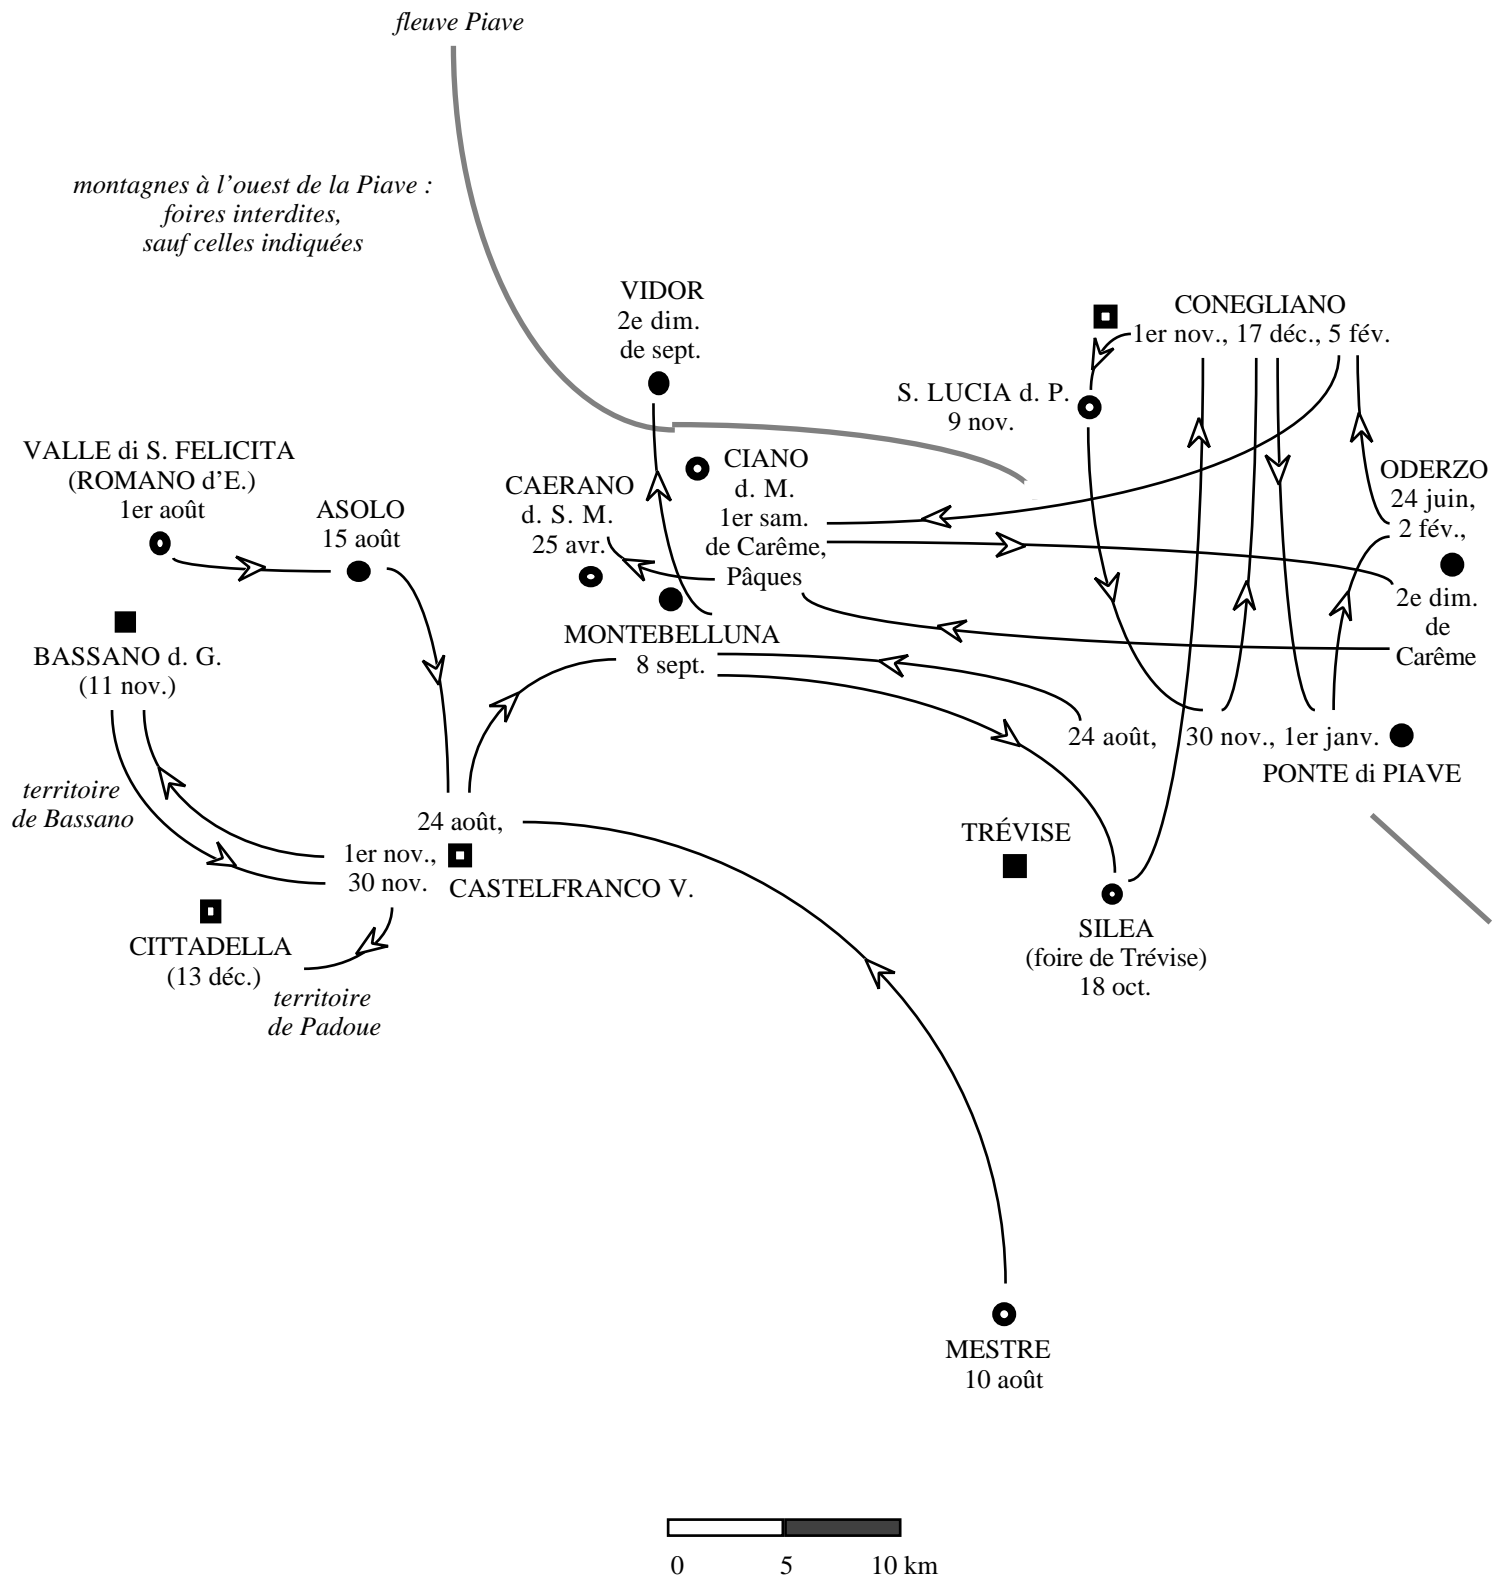 fleuve Piave
montagnes à l’ouest de la Piave :
foires interdites,
sauf celles indiquées
VIDOR
2e dim.
de sept.
CONEGLIANO
1er nov., 17 déc., 5 fév.
S. LUCIA d. P.
9 nov.
VALLE di S. FELICITA
(ROMANO d’E.)
1er août
ASOLO
15 août
CAERANO
d. S. M.
25 avr.
CIANO
d. M.
1er sam.
de Carême,
Pâques
ODERZO
24 juin,
2 fév.,
2e dim.
de
Carême
BASSANO d. G.
(11 nov.)
MONTEBELLUNA
8 sept.
24 août,
30 nov., 1er janv.
PONTE di PIAVE
territoire
de Bassano
24 août,
1er nov.,
30 nov.
CASTELFRANCO V.
TRÉVISE
CITTADELLA
(13 déc.)
territoire
de Padoue
SILEA
(foire de Trévise)
18 oct.
MESTRE
10 août
0 5 10 km